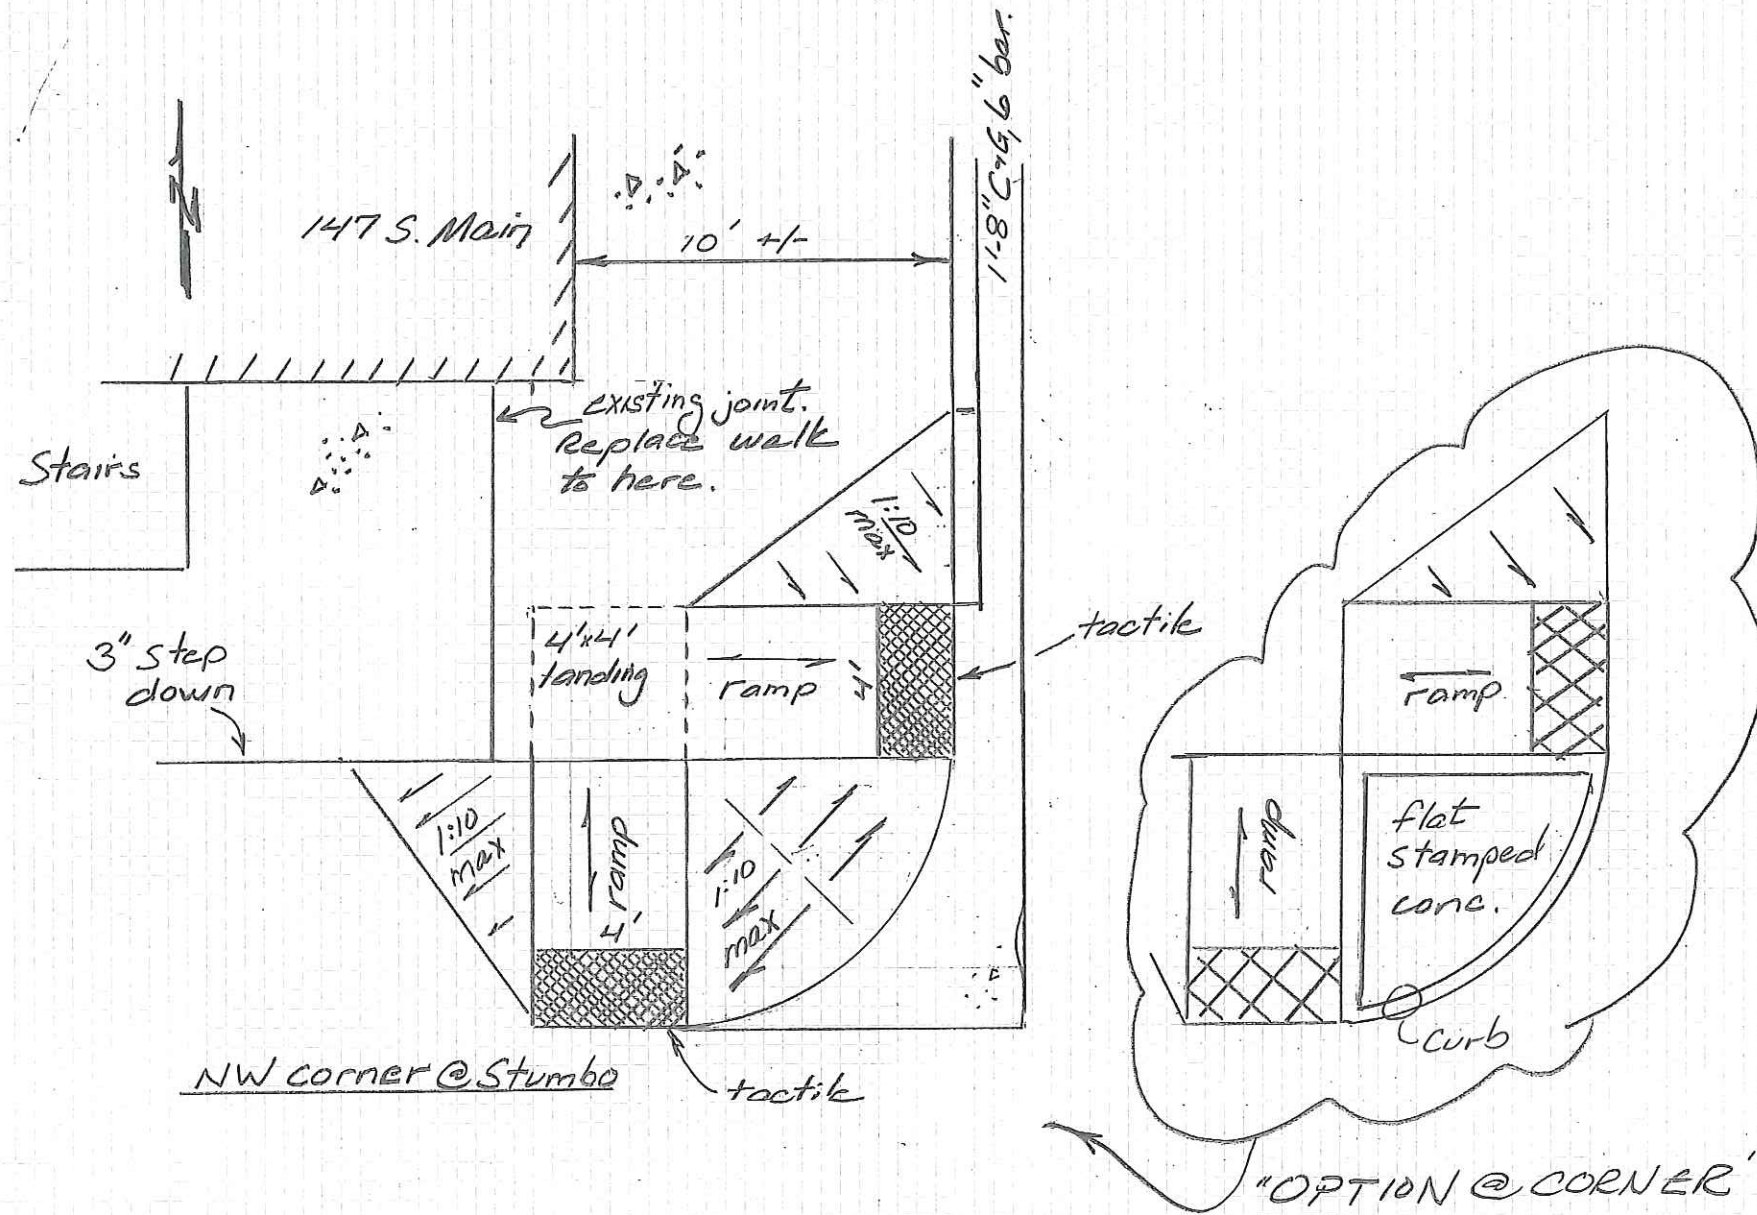 N
147 S. Main
10' +/-
1'-8" C+G, 6" bar.
existing joint.
Replace walk
to here.
Stairs
1:10
max
3" step
down
4'x4'
landing
ramp
4'
tactile
1:10
max
ramp
4'
1:10
max
NW corner @ Stumbo
tactile
ramp
ramp
flat
stamped
conc.
curb
"OPTION @ CORNER"